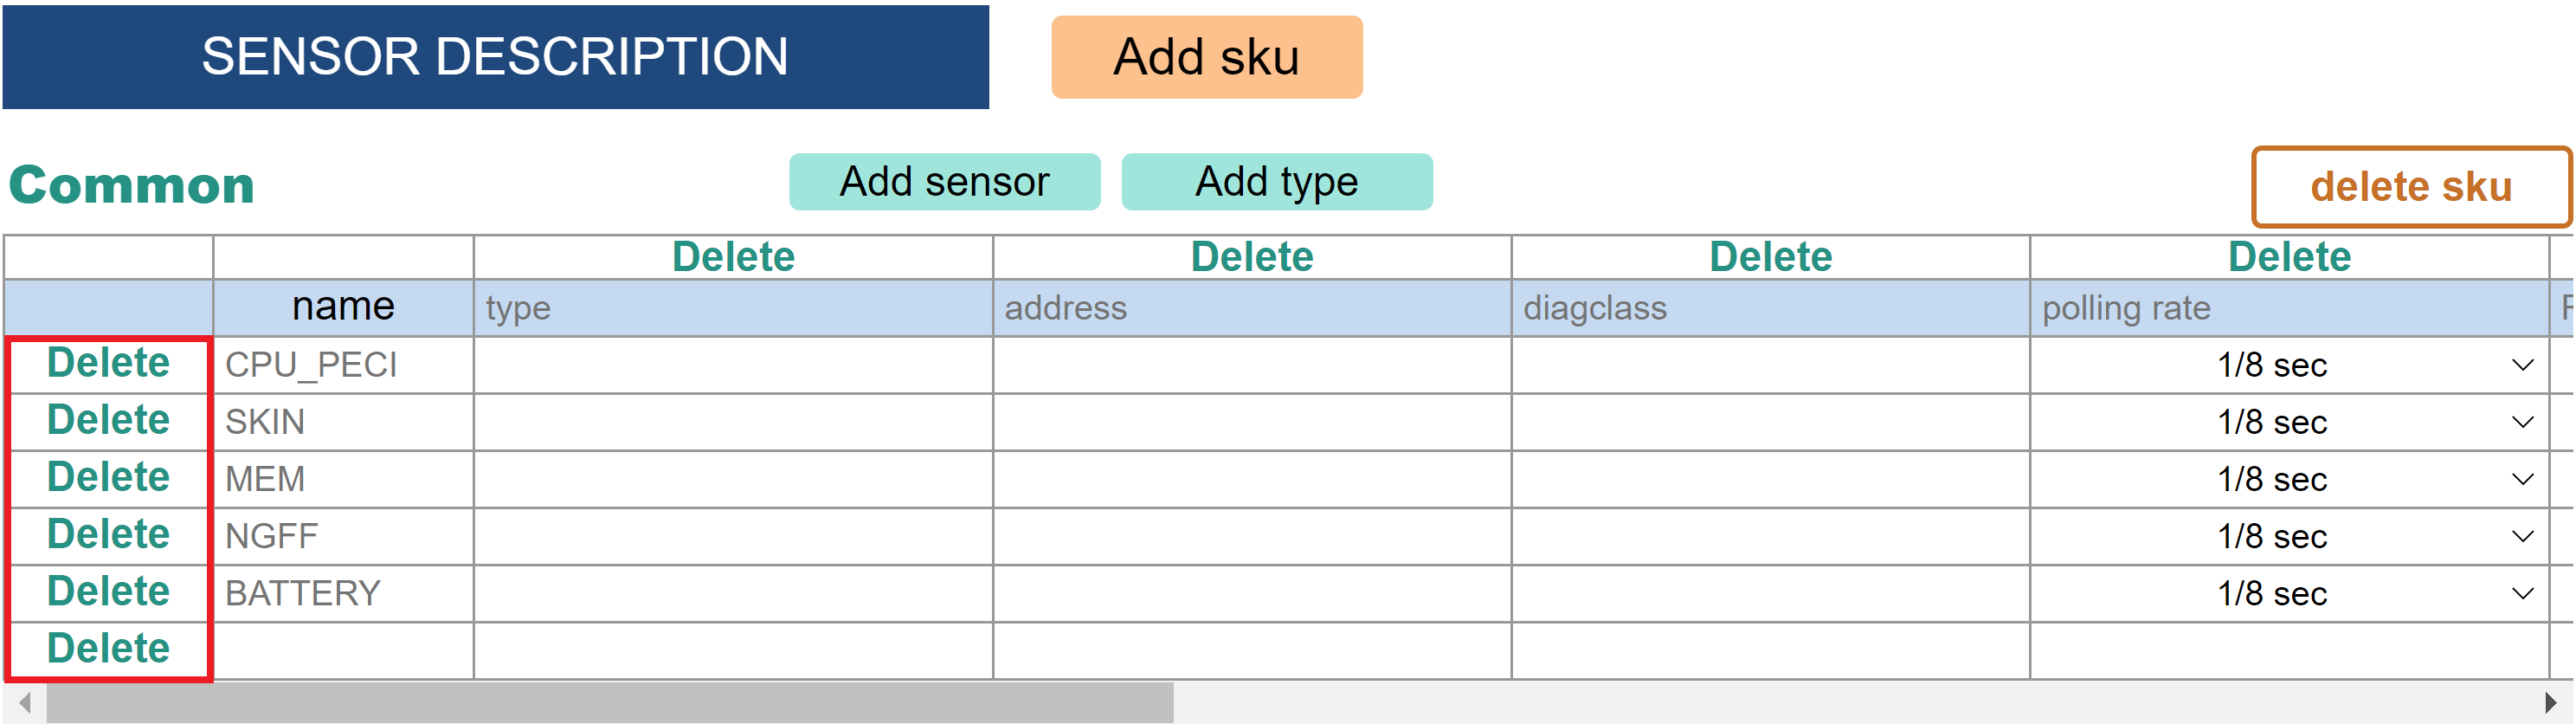 SENSOR DESCRIPTION Add sku
Common Add sensor Add type delete sku
Delete Delete Delete Delete
name type address diagclass polling rate
Delete CPU_PECI 1/8 sec
Delete SKIN 1/8 sec
Delete MEM 1/8 sec
Delete NGFF 1/8 sec
Delete BATTERY 1/8 sec
Delete